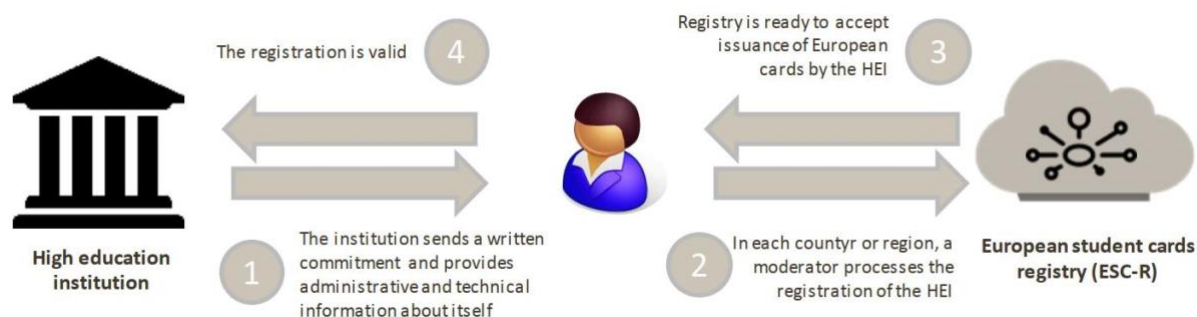 The registration is valid
4
Registry is ready to accept
issuance of European
cards by the HEI
3
High education
institution
1
The institution sends a written
commitment and provides
administrative and technical
information about itself
2
In each countyr or region, a
moderator processes the
registration of the HEI
European student cards
registry (ESC-R)